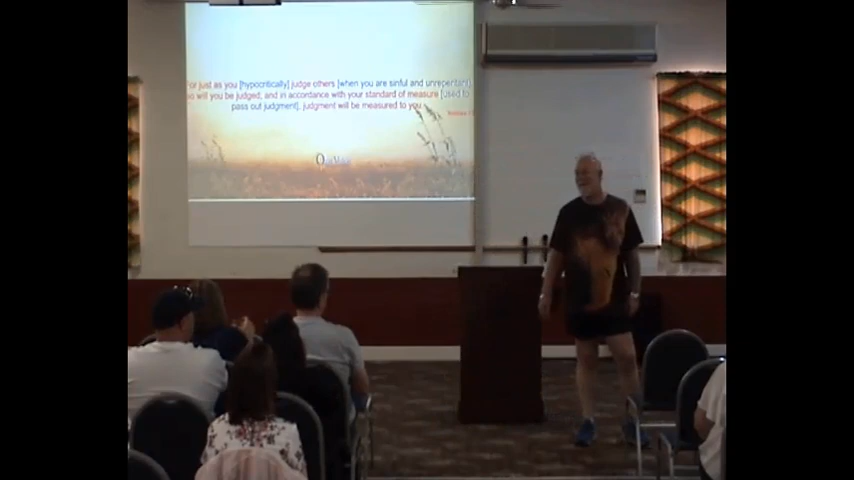 For just as you [hypocritically] judge others [when you are sinful and unrepentant],
so will you be judged, and in accordance with your standard of measure [used to
pass out judgment], judgment will be measured to you.